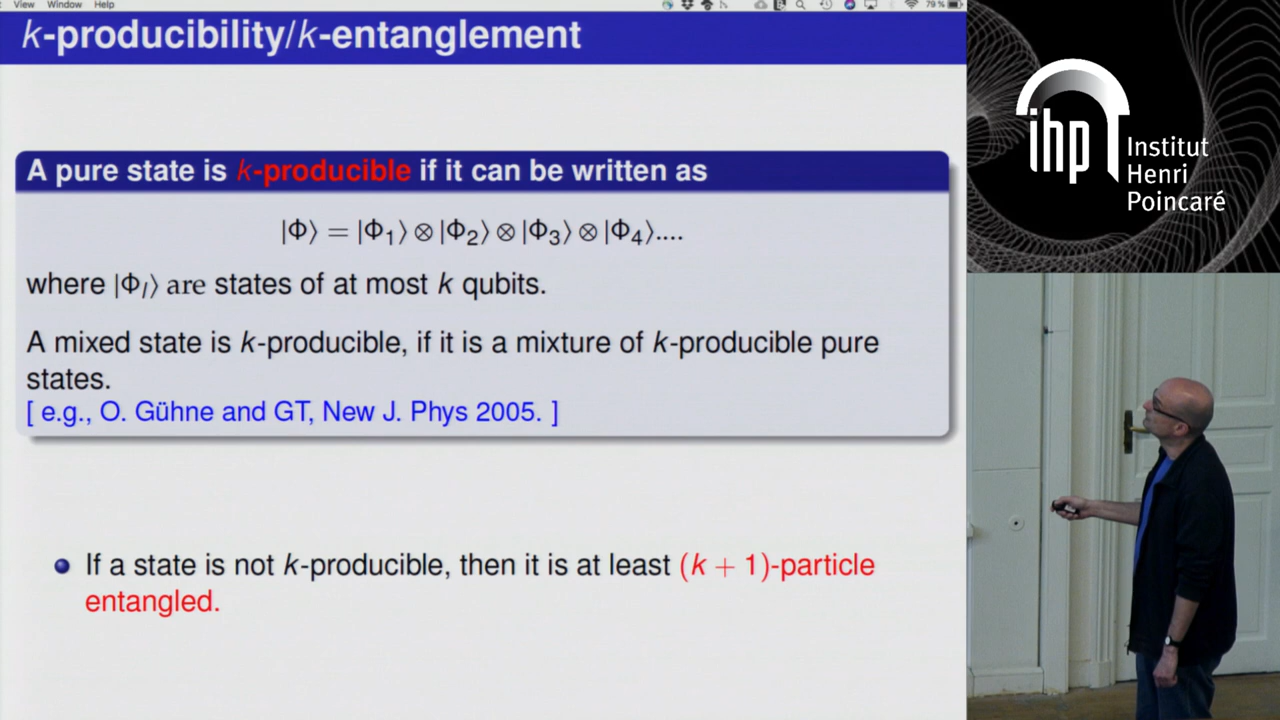 View Window Help
79 %
k-producibility/k-entanglement
A pure state is k-producible if it can be written as
|Φ⟩ = |Φ₁⟩ ⊗ |Φ₂⟩ ⊗ |Φ₃⟩ ⊗ |Φ₄⟩....
where |Φₗ⟩ are states of at most k qubits.
A mixed state is k-producible, if it is a mixture of k-producible pure
states.
[ e.g., O. Gühne and GT, New J. Phys 2005. ]
If a state is not k-producible, then it is at least (k + 1)-particle
entangled.
ihp
Institut
Henri
Poincaré